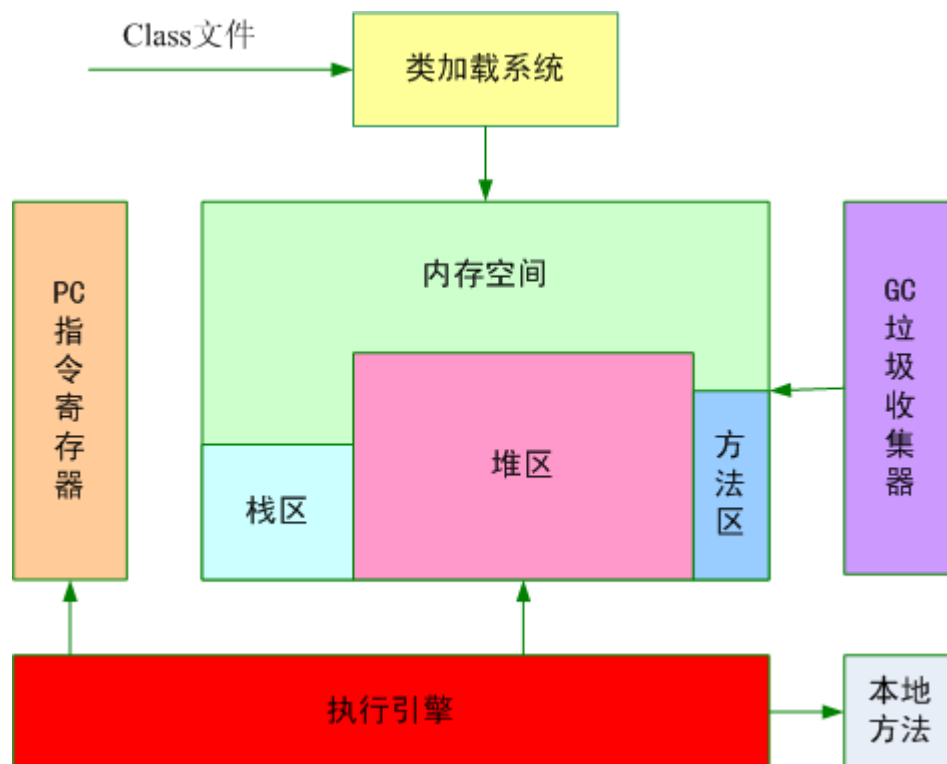 Class文件
类加载系统
内存空间
PC
指
令
寄
存
器
GC
垃
圾
收
集
器
堆区
方
法
区
栈区
执行引擎
本地
方法